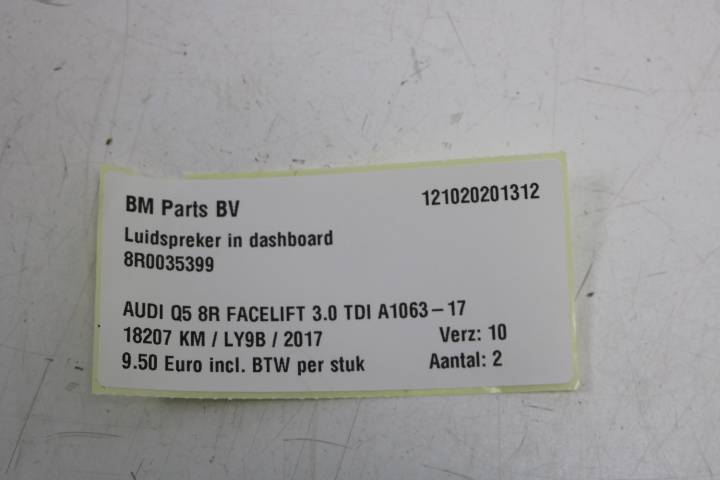 BM Parts BV 121020201312
Luidspreker in dashboard
8R0035399
AUDI Q5 8R FACELIFT 3.0 TDI A1063-17
18207 KM / LY9B / 2017 Verz: 10
9.50 Euro incl. BTW per stuk Aantal: 2